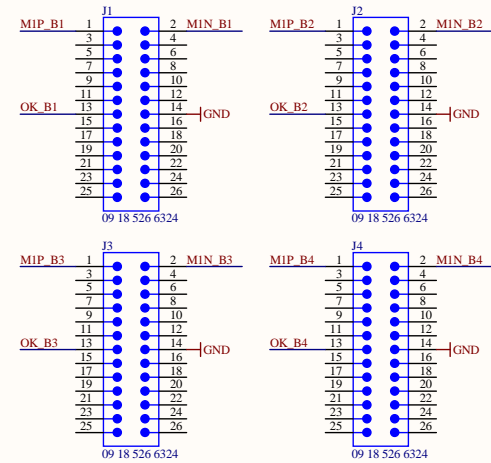 J1 J2
M1P_B1 1 2 M1N_B1 M1P_B2 1 2 M1N_B2
3 4 3 4
5 6 5 6
7 8 7 8
9 10 9 10
11 12 11 12
OK_B1 13 14 GND OK_B2 13 14 GND
15 16 15 16
17 18 17 18
19 20 19 20
21 22 21 22
23 24 23 24
25 26 25 26
09 18 526 6324 09 18 526 6324
J3 J4
M1P_B3 1 2 M1N_B3 M1P_B4 1 2 M1N_B4
3 4 3 4
5 6 5 6
7 8 7 8
9 10 9 10
11 12 11 12
OK_B3 13 14 GND OK_B4 13 14 GND
15 16 15 16
17 18 17 18
19 20 19 20
21 22 21 22
23 24 23 24
25 26 25 26
09 18 526 6324 09 18 526 6324